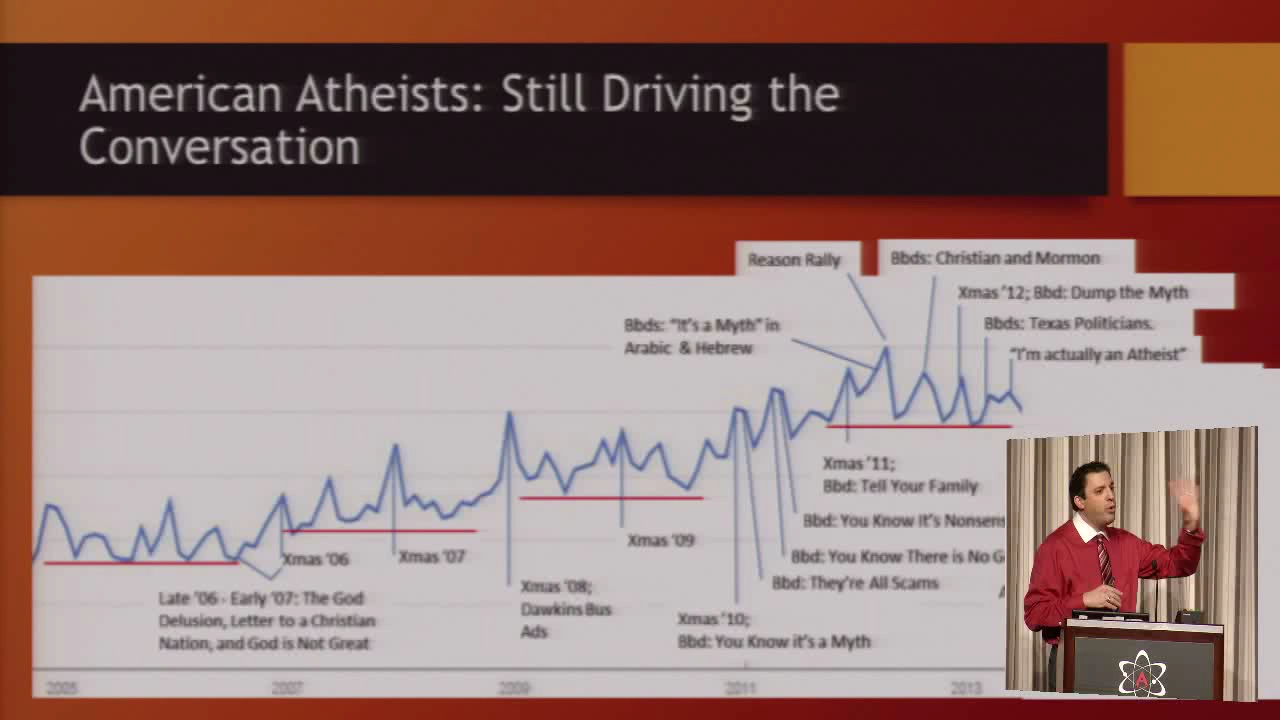 American Atheists: Still Driving the
Conversation
Reason Rally
Bbds: Christian and Mormon
Xmas '12; Bbd: Dump the Myth
Bbds: "It's a Myth" in
Arabic & Hebrew
Bbds: Texas Politicians.
"I'm actually an Atheist"
Xmas '11;
Bbd: Tell Your Family
Bbd: You Know It's Nonsens
Xmas '06
Xmas '07
Xmas '09
Bbd: You Know There is No G
Bbd: They're All Scams
Late '06 - Early '07: The God
Delusion, Letter to a Christian
Nation, and God is Not Great
Xmas '08;
Dawkins Bus
Ads
Xmas '10;
Bbd: You Know it's a Myth
2005
2007
2009
2011
2013
A